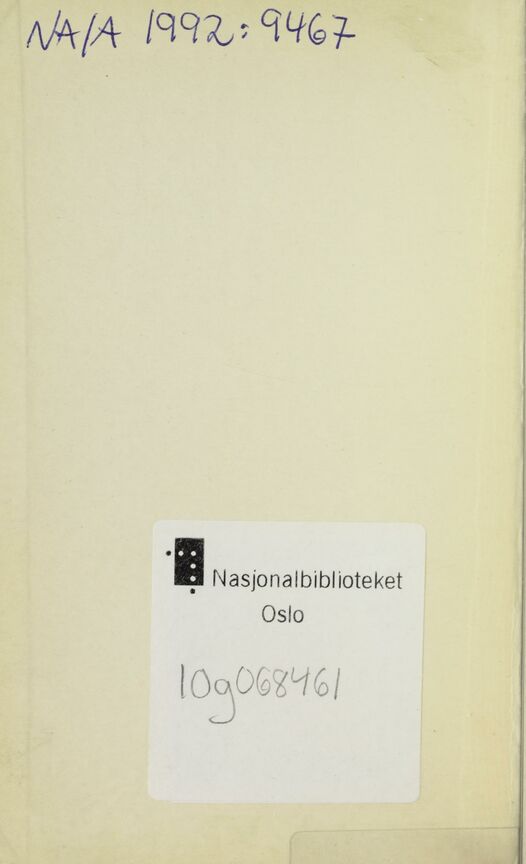 NA/A 1992:9467
Nasjonalbiblioteket
Oslo
10g068461